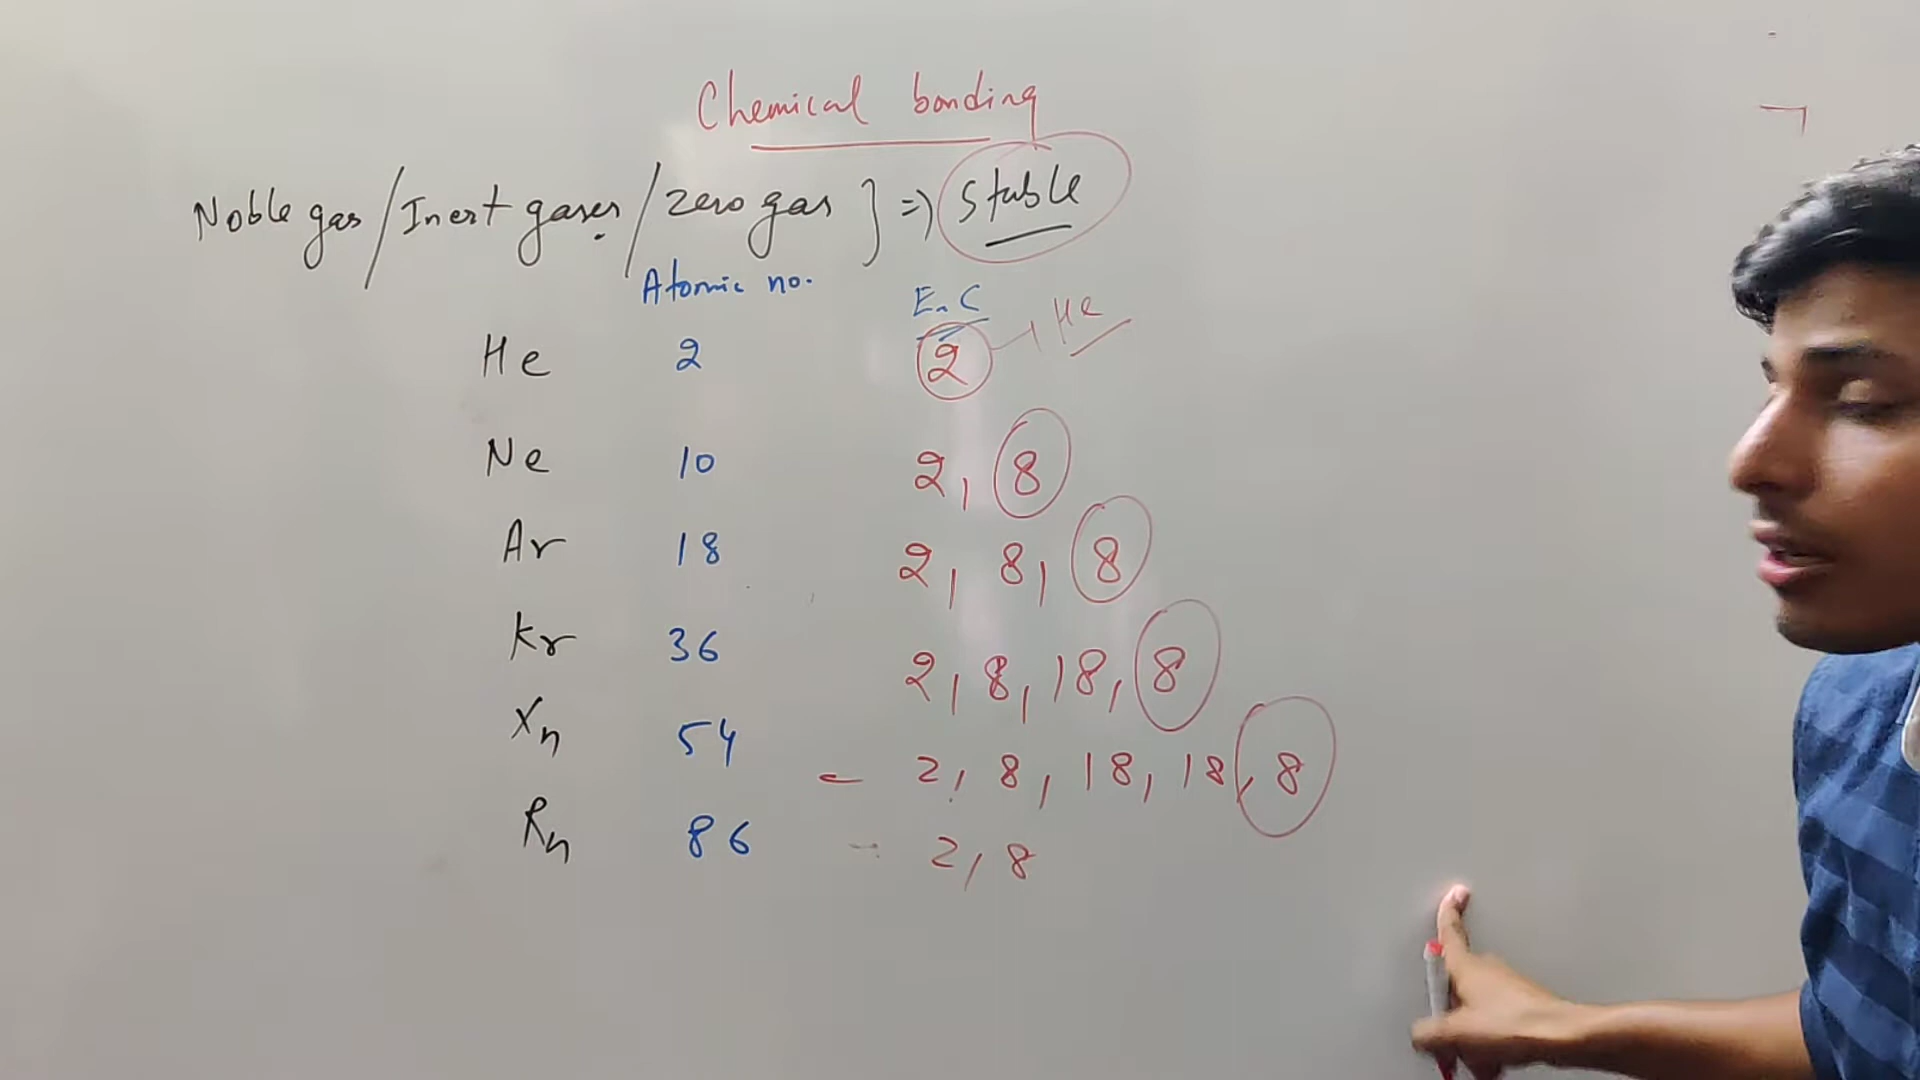 Chemical bonding
Noble gas / Inert gases / zero gas ] => Stable
Atomic no. E.C
He 2 2 → He
Ne 10 2, 8
Ar 18 2, 8, 8
Kr 36 2, 8, 18, 8
Xn 54 - 2, 8, 18, 18, 8
Rn 86 - 2, 8